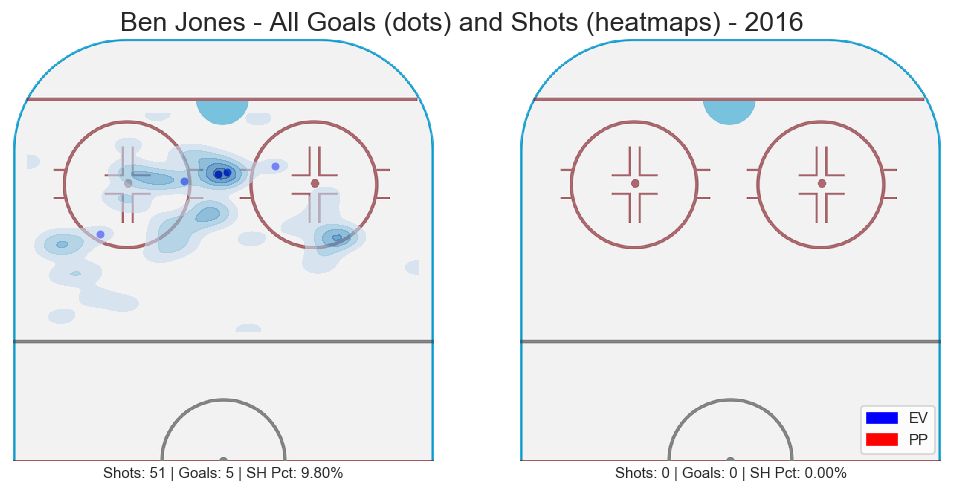 Ben Jones - All Goals (dots) and Shots (heatmaps) - 2016
EV
PP
Shots: 51 | Goals: 5 | SH Pct: 9.80%
Shots: 0 | Goals: 0 | SH Pct: 0.00%